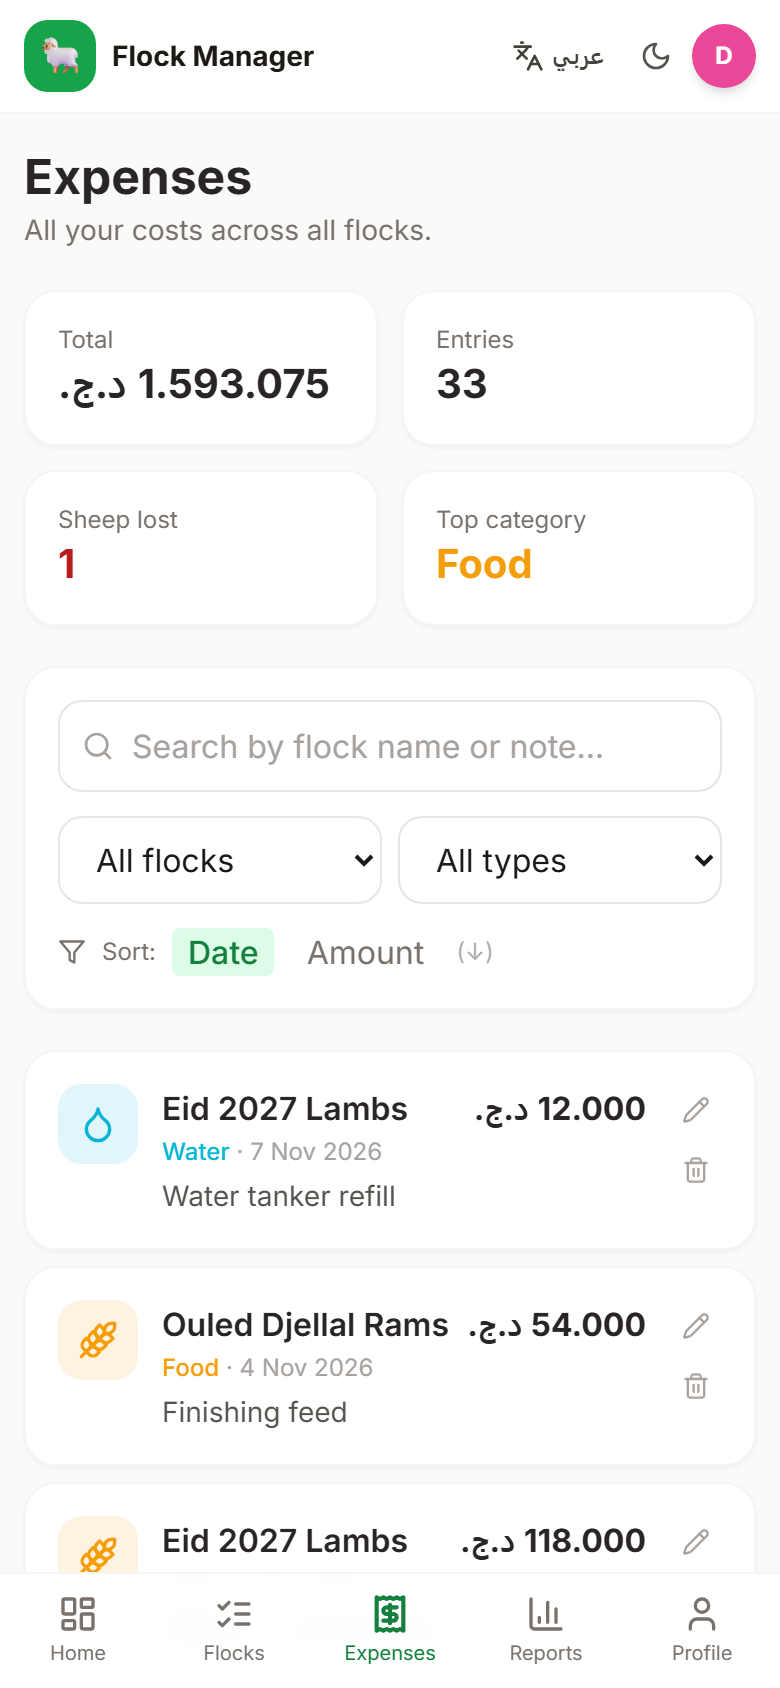 Flock Manager
عربي
D
Expenses
All your costs across all flocks.
Total
د.ج.‏ 1.593.075
Entries
33
Sheep lost
1
Top category
Food
Search by flock name or note...
All flocks
All types
Sort: Date Amount (↓)
Eid 2027 Lambs
د.ج.‏ 12.000
Water · 7 Nov 2026
Water tanker refill
Ouled Djellal Rams
د.ج.‏ 54.000
Food · 4 Nov 2026
Finishing feed
Eid 2027 Lambs
د.ج.‏ 118.000
Home
Flocks
Expenses
Reports
Profile